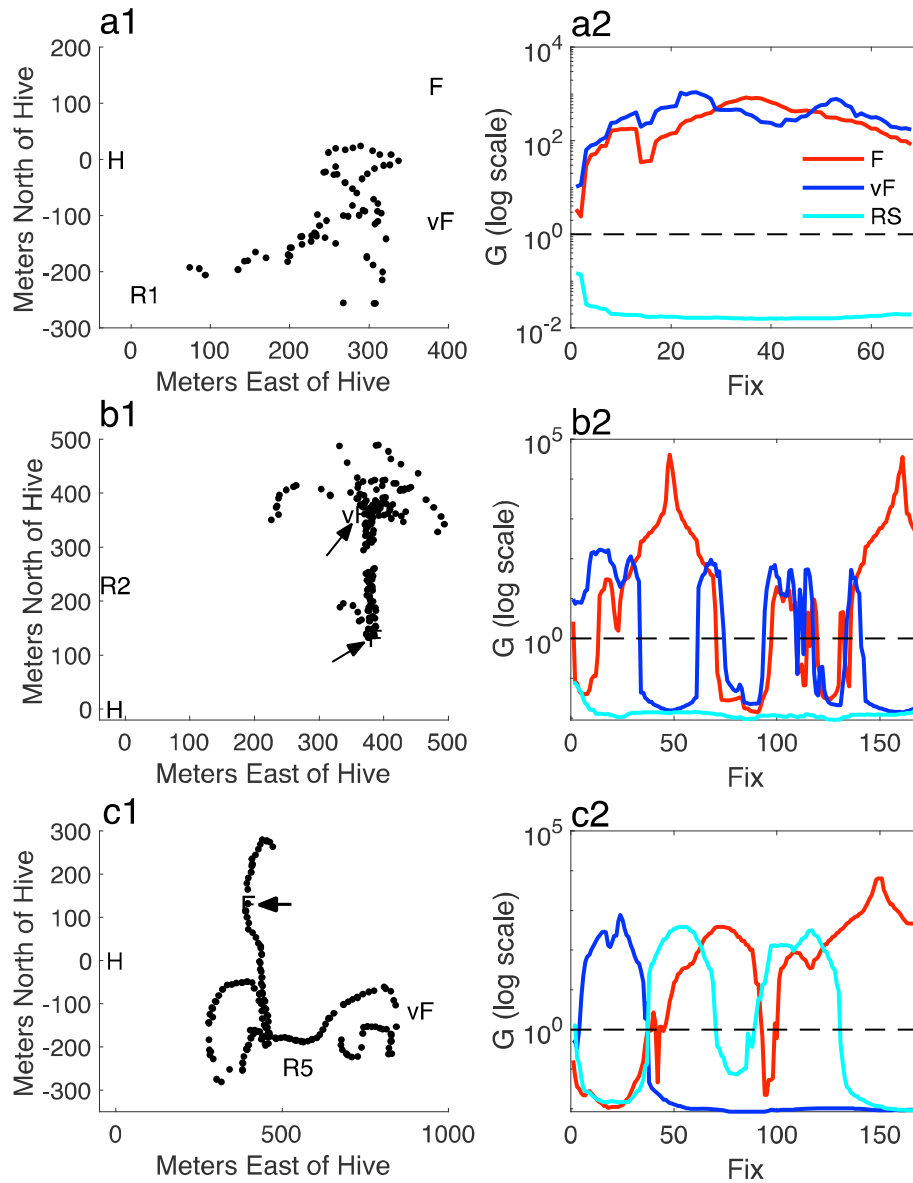 a1
200
100
0
-100
-200
-300
Meters North of Hive
F
H
vF
R1
0 100 200 300 400
Meters East of Hive
a2
10^4
10^2
10^0
10^-2
G (log scale)
F
vF
RS
0 20 40 60
Fix
b1
500
400
300
200
100
0
Meters North of Hive
vF
R2
F
H
0 100 200 300 400 500
Meters East of Hive
b2
10^5
10^0
G (log scale)
0 50 100 150
Fix
c1
300
200
100
0
-100
-200
-300
Meters North of Hive
F
H
vF
R5
0 500 1000
Meters East of Hive
c2
10^5
10^0
G (log scale)
0 50 100 150
Fix